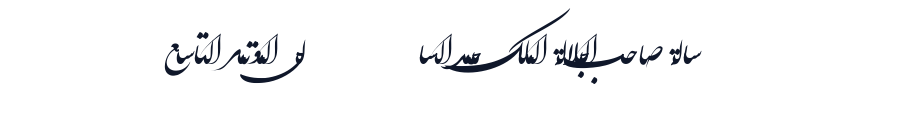 سالة صاحب الجلالة الملك محمد السا لى المؤتمر التاسع